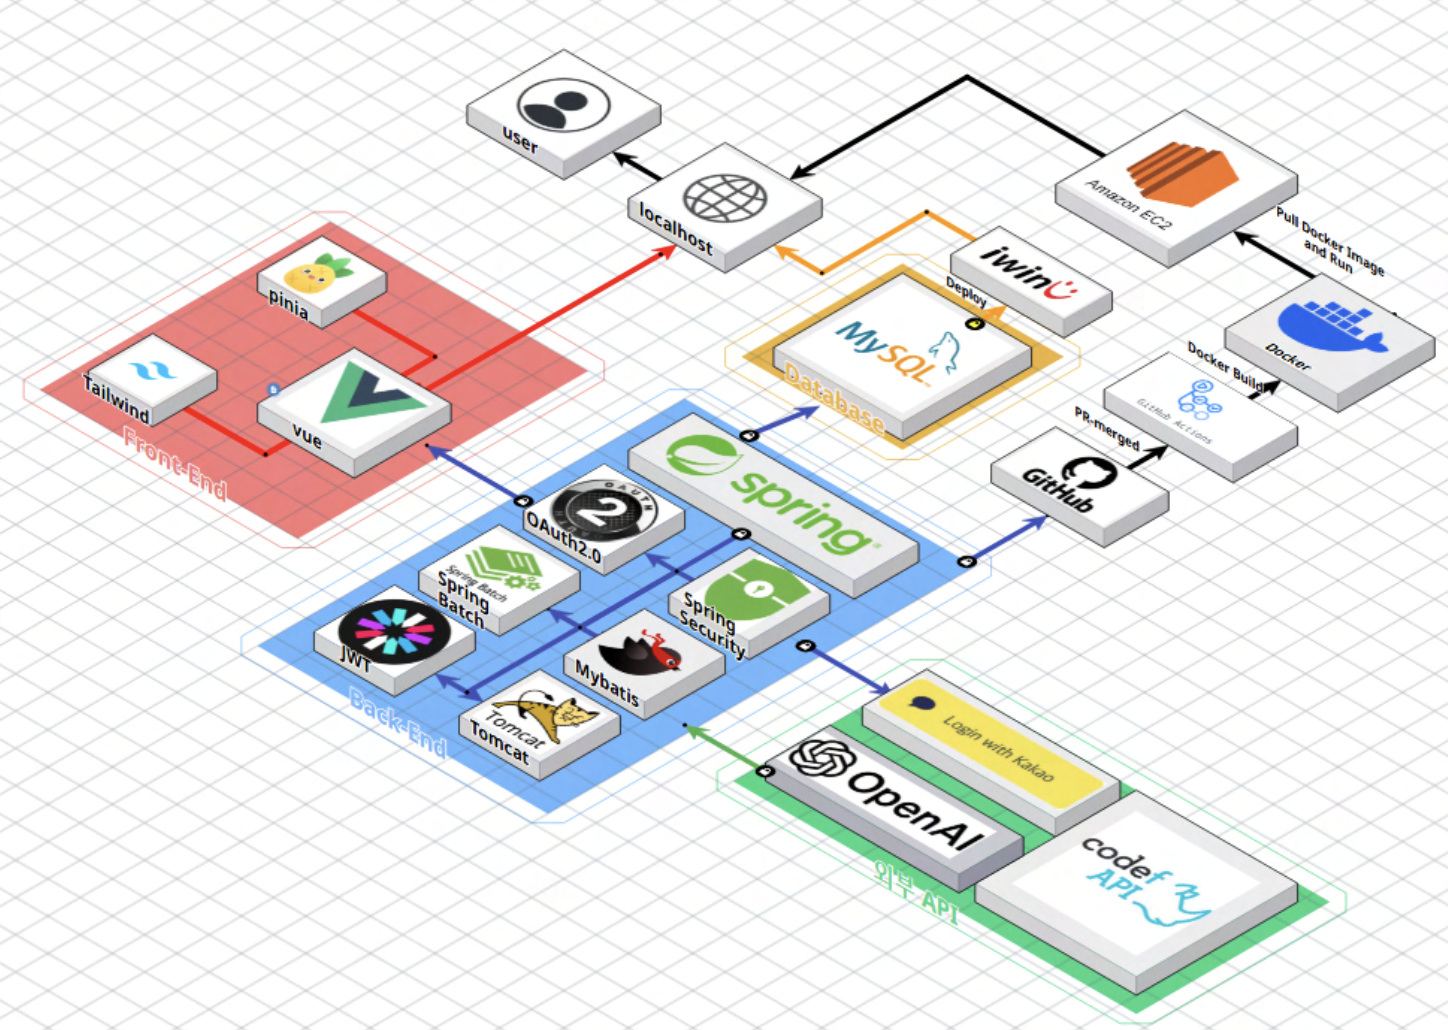 user
localhost
Amazon EC2
Pull Docker Image
and Run
iwinU
Deploy
pinia
Tailwind
vue
Front-End
MySQL
Database
Docker
Docker Build
GitHub Actions
PR-merged
GitHub
spring
OAUTH
2
OAuth2.0
Spring Batch
Spring
Batch
Spring
Security
JWT
Mybatis
Tomcat
Tomcat
Back-End
Login with Kakao
OpenAI
codef
API
외부 API